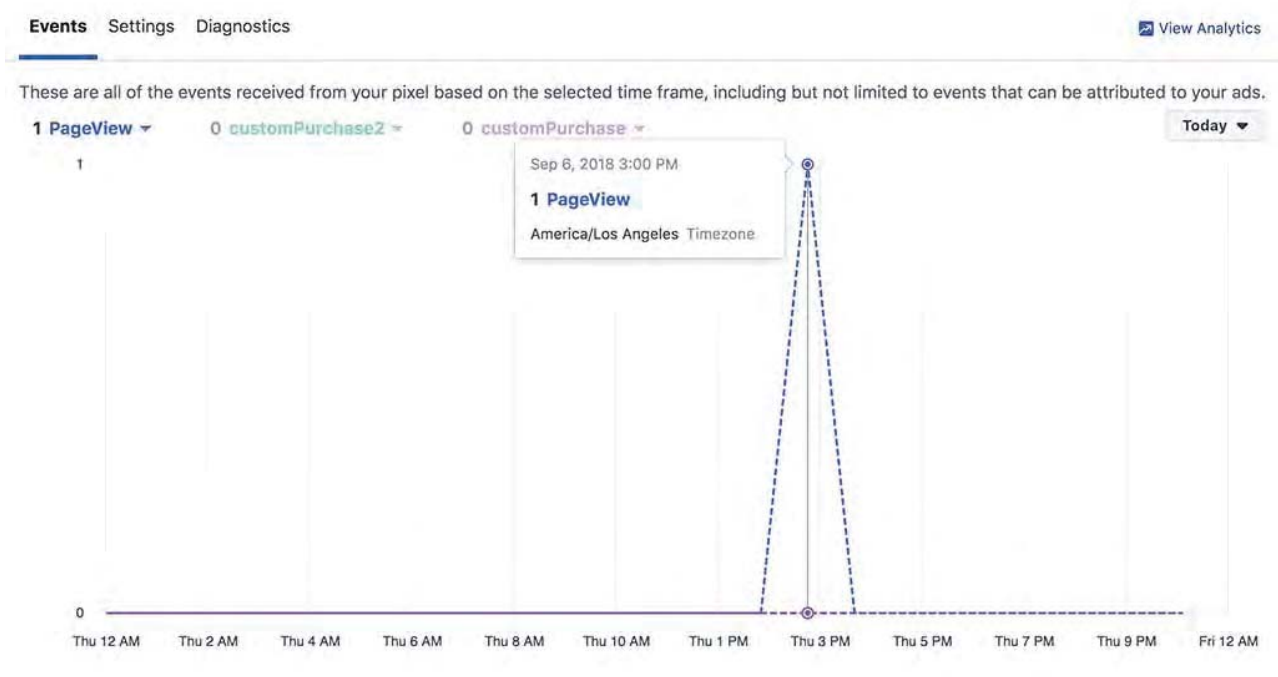 Events Settings Diagnostics View Analytics
These are all of the events received from your pixel based on the selected time frame, including but not limited to events that can be attributed to your ads.
1 PageView 0 customPurchase2 0 customPurchase Today
1
Sep 6, 2018 3:00 PM
1 PageView
America/Los Angeles Timezone
0
Thu 12 AM Thu 2 AM Thu 4 AM Thu 6 AM Thu 8 AM Thu 10 AM Thu 1 PM Thu 3 PM Thu 5 PM Thu 7 PM Thu 9 PM Fri 12 AM